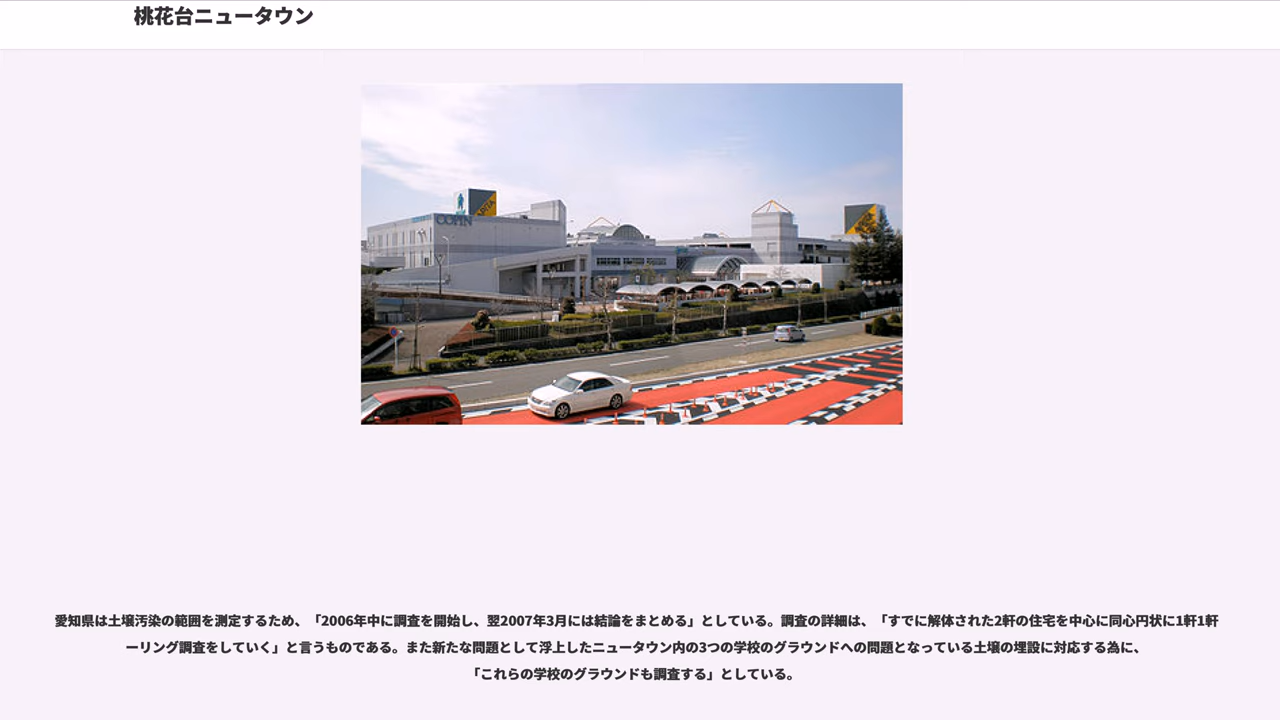 桃花台ニュータウン
COPIN
愛知県は土壌汚染の範囲を測定するため、「2006年中に調査を開始し、翌2007年3月には結論をまとめる」としている。調査の詳細は、「すでに解体された2軒の住宅を中心に同心円状に1軒1軒
ーリング調査をしていく」と言うものである。また新たな問題として浮上したニュータウン内の3つの学校のグラウンドへの問題となっている土壌の埋設に対応する為に、
「これらの学校のグラウンドも調査する」としている。